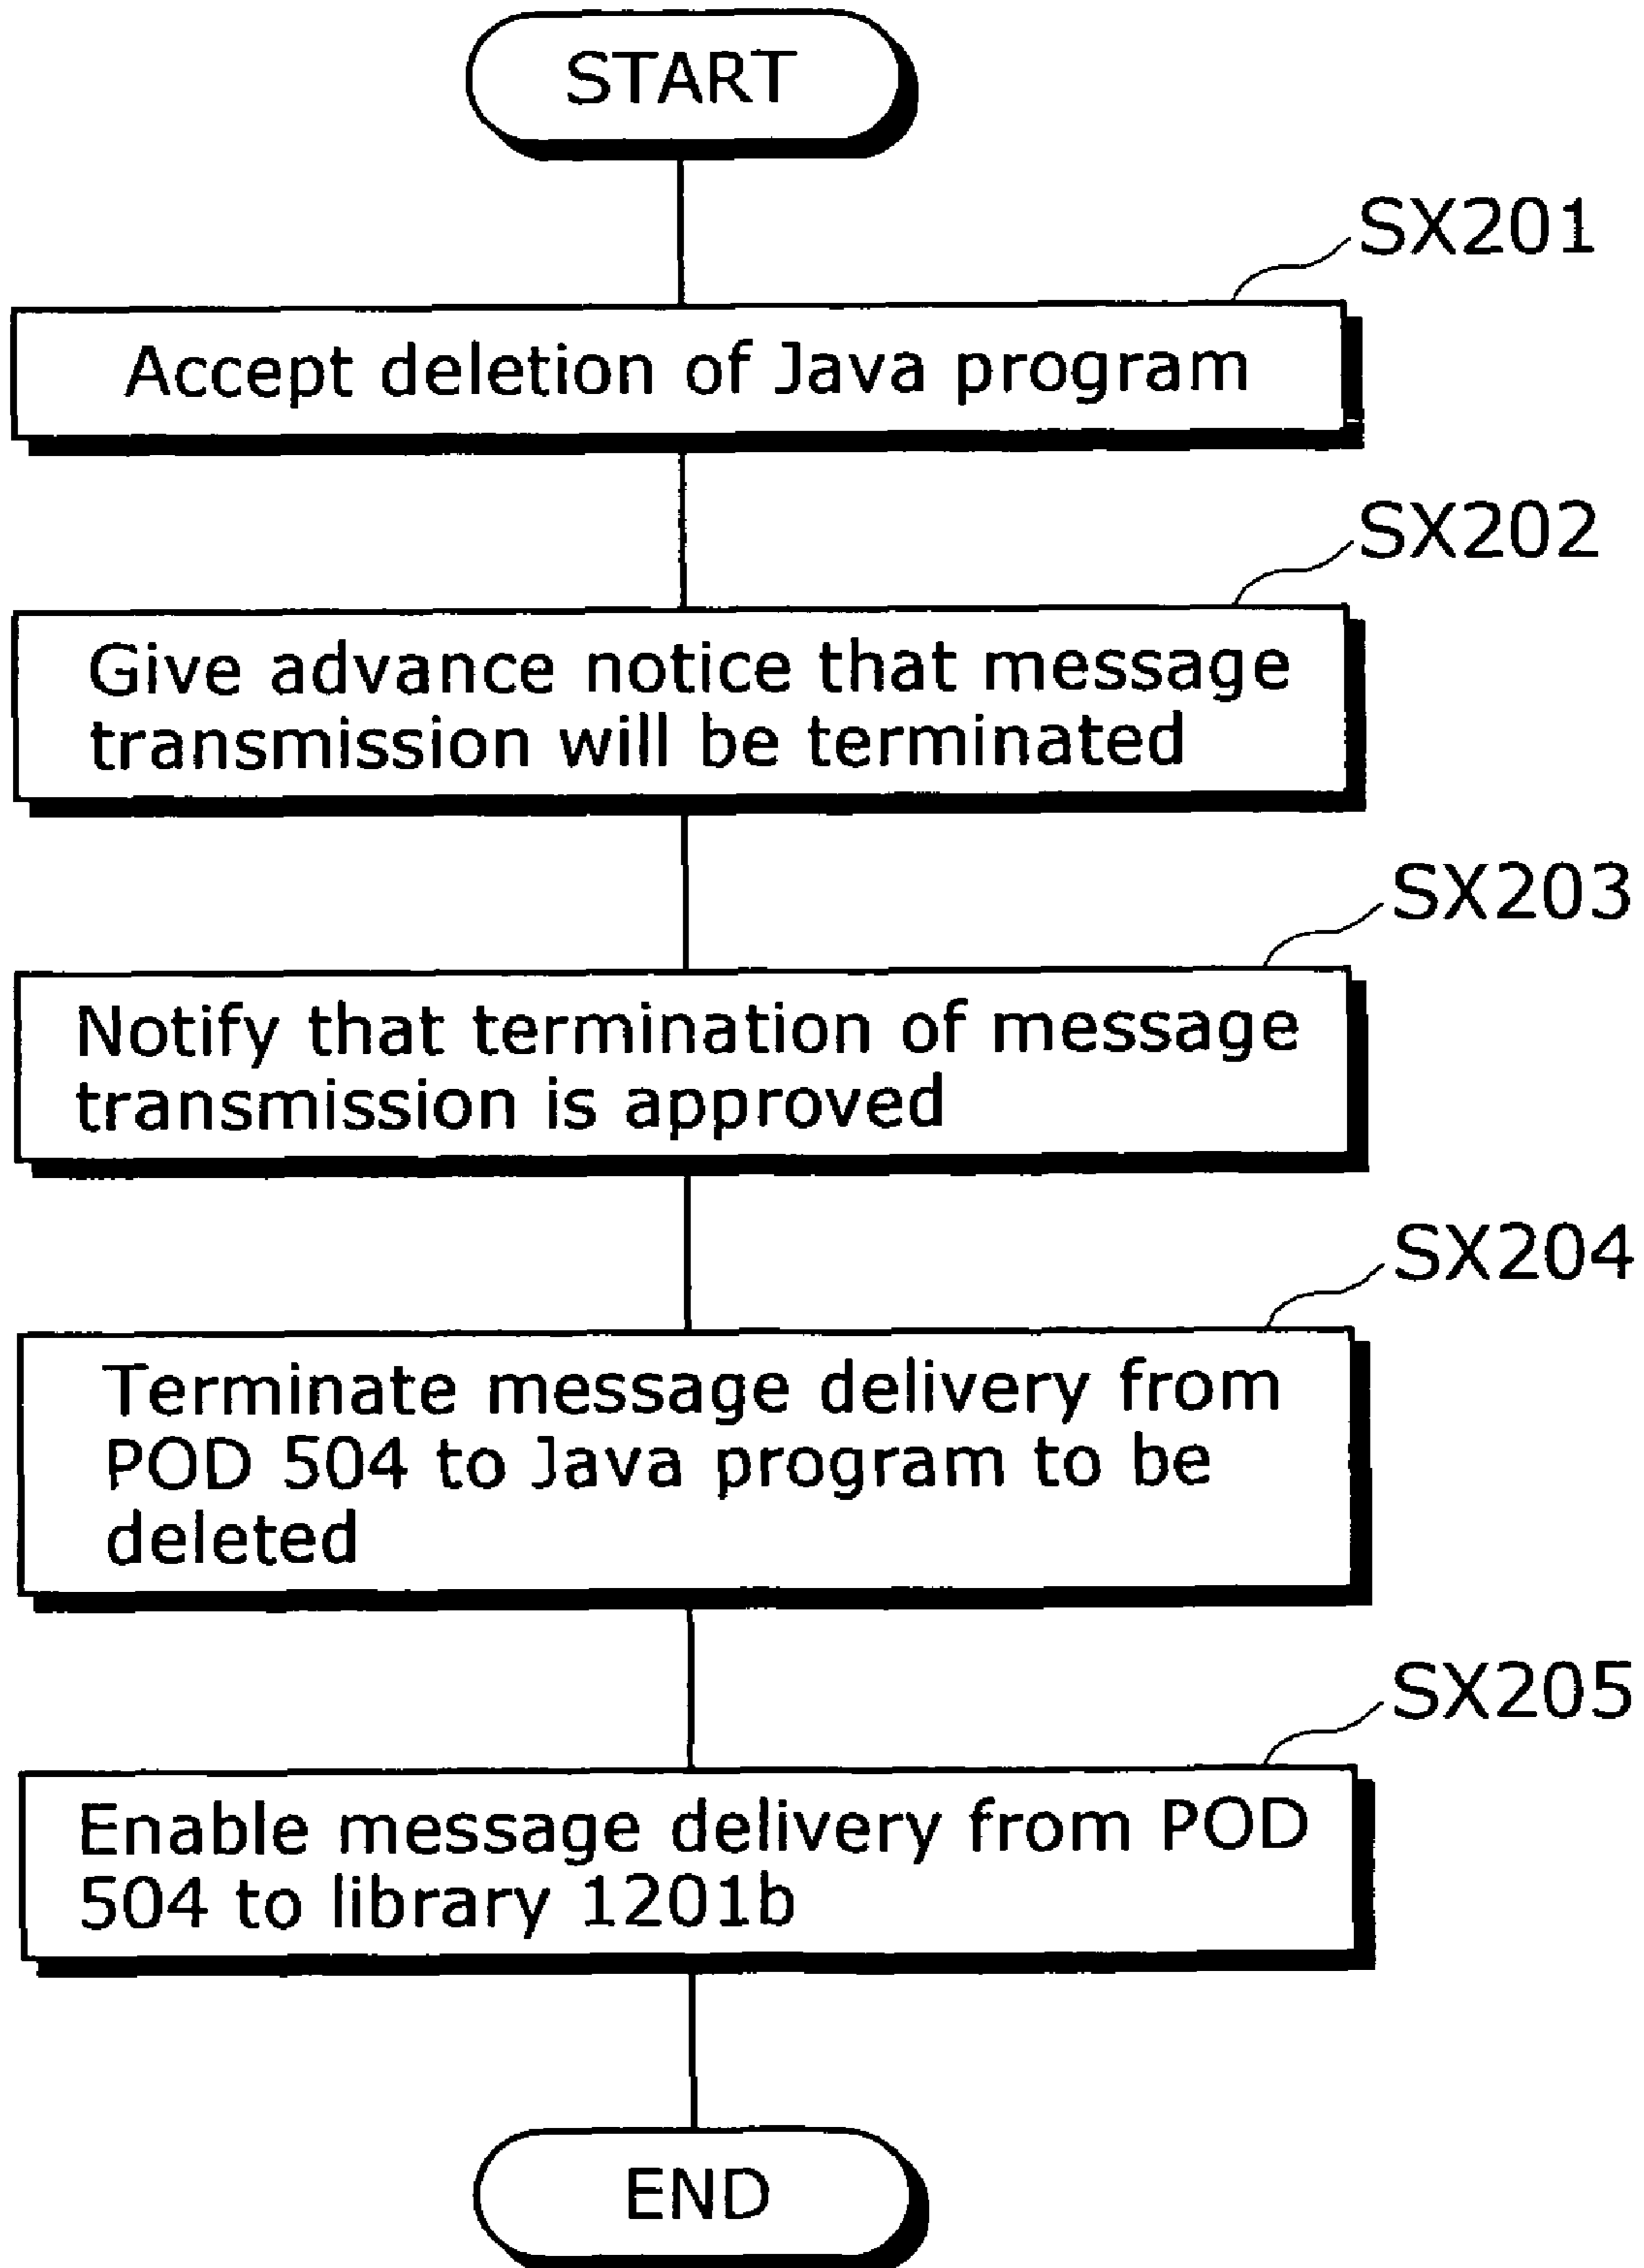 START
SX201
Accept deletion of Java program
SX202
Give advance notice that message
transmission will be terminated
SX203
Notify that termination of message
transmission is approved
SX204
Terminate message delivery from
POD 504 to Java program to be
deleted
SX205
Enable message delivery from POD
504 to library 1201b
END